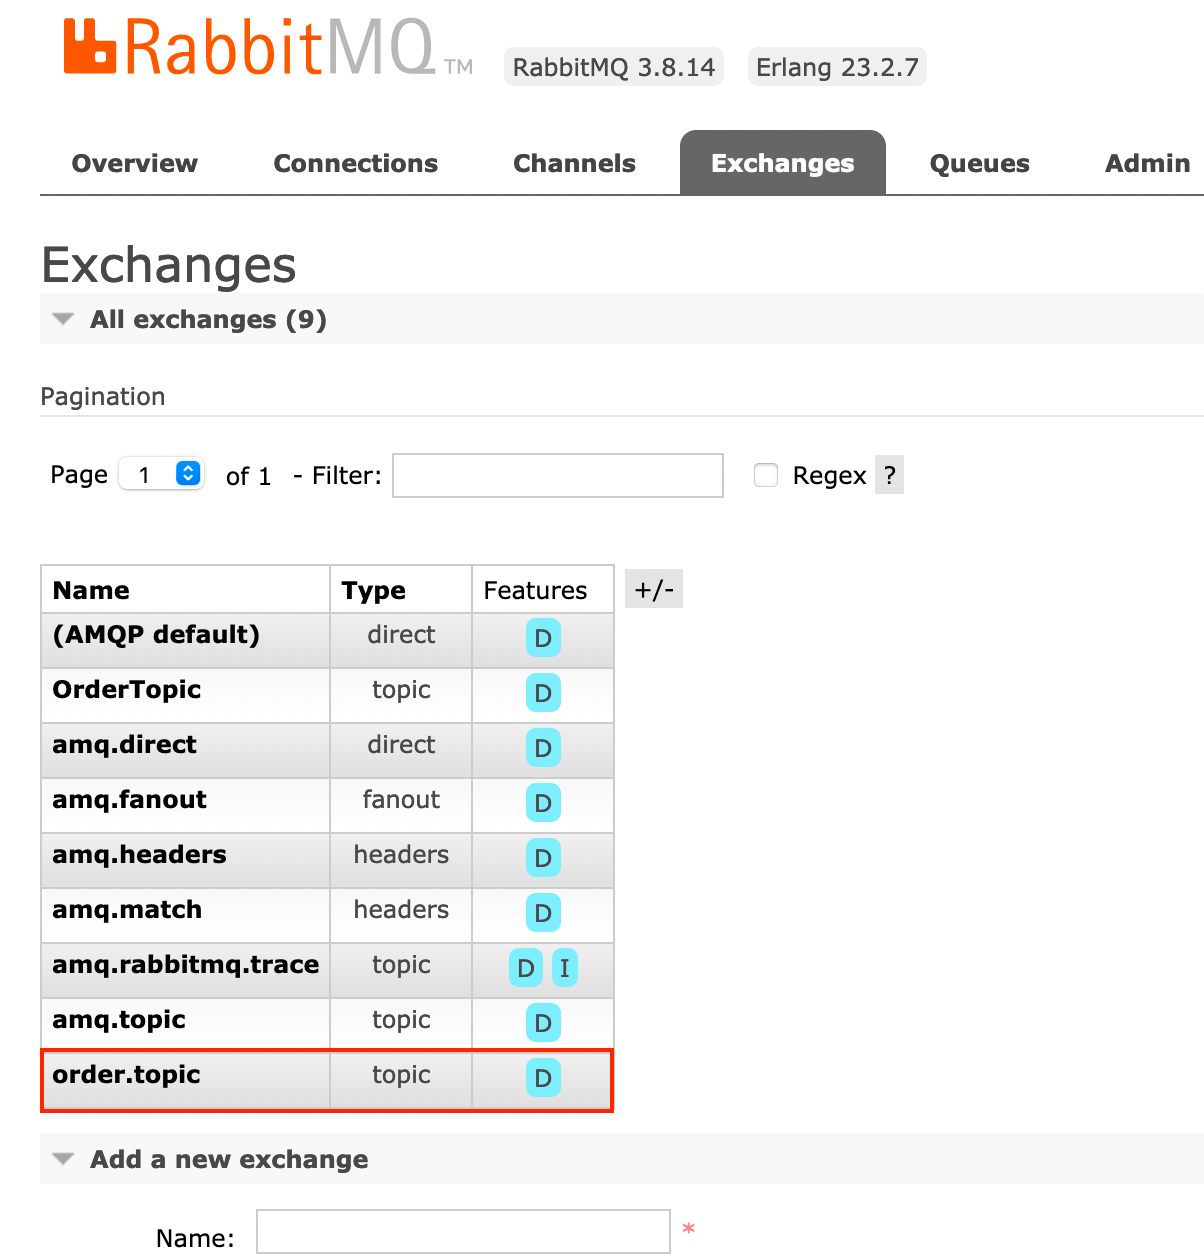 RabbitMQ TM RabbitMQ 3.8.14 Erlang 23.2.7
Overview Connections Channels Exchanges Queues Admin
Exchanges
All exchanges (9)
Pagination
Page 1 of 1 - Filter: Regex ?
Name Type Features +/-
(AMQP default) direct D
OrderTopic topic D
amq.direct direct D
amq.fanout fanout D
amq.headers headers D
amq.match headers D
amq.rabbitmq.trace topic D I
amq.topic topic D
order.topic topic D
Add a new exchange
Name: *